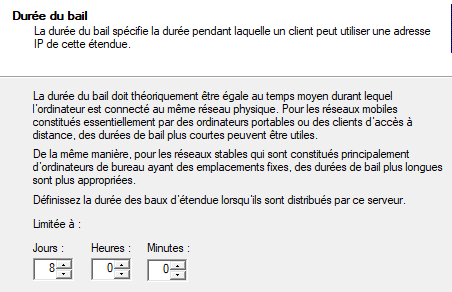 Durée du bail
La durée du bail spécifie la durée pendant laquelle un client peut utiliser une adresse
IP de cette étendue.
La durée du bail doit théoriquement être égale au temps moyen durant lequel
l'ordinateur est connecté au même réseau physique. Pour les réseaux mobiles
constitués essentiellement par des ordinateurs portables ou des clients d'accès à
distance, des durées de bail plus courtes peuvent être utiles.
De la même manière, pour les réseaux stables qui sont constitués principalement
d'ordinateurs de bureau ayant des emplacements fixes, des durées de bail plus longues
sont plus appropriées.
Définissez la durée des baux d'étendue lorsqu'ils sont distribués par ce serveur.
Limitée à :
Jours : Heures : Minutes :
8 0 0